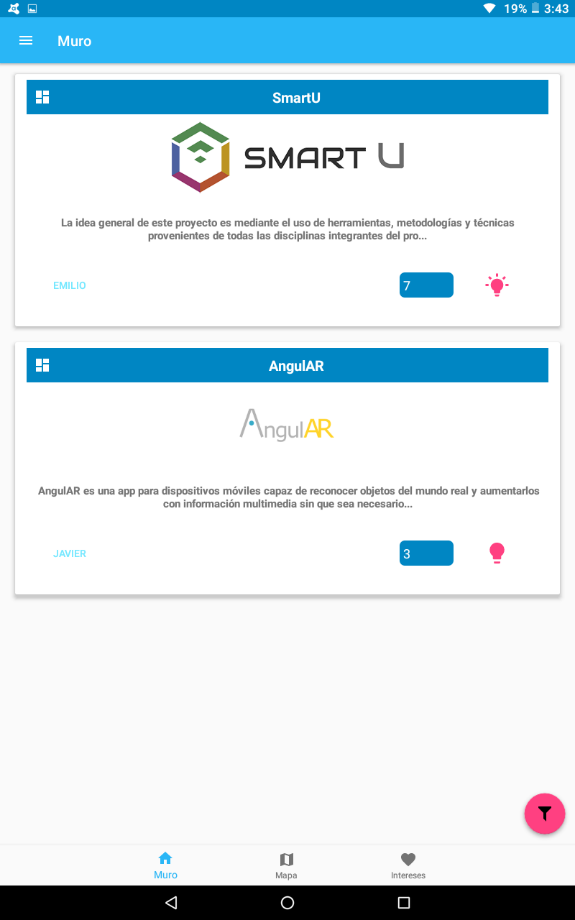 19% 3:43
Muro
SmartU
SMART U
La idea general de este proyecto es mediante el uso de herramientas, metodologías y técnicas
provenientes de todas las disciplinas integrantes del pro...
EMILIO
7
AngulAR
AngulAR
AngulAR es una app para dispositivos móviles capaz de reconocer objetos del mundo real y aumentarlos
con información multimedia sin que sea necesario...
JAVIER
3
Muro
Mapa
Intereses